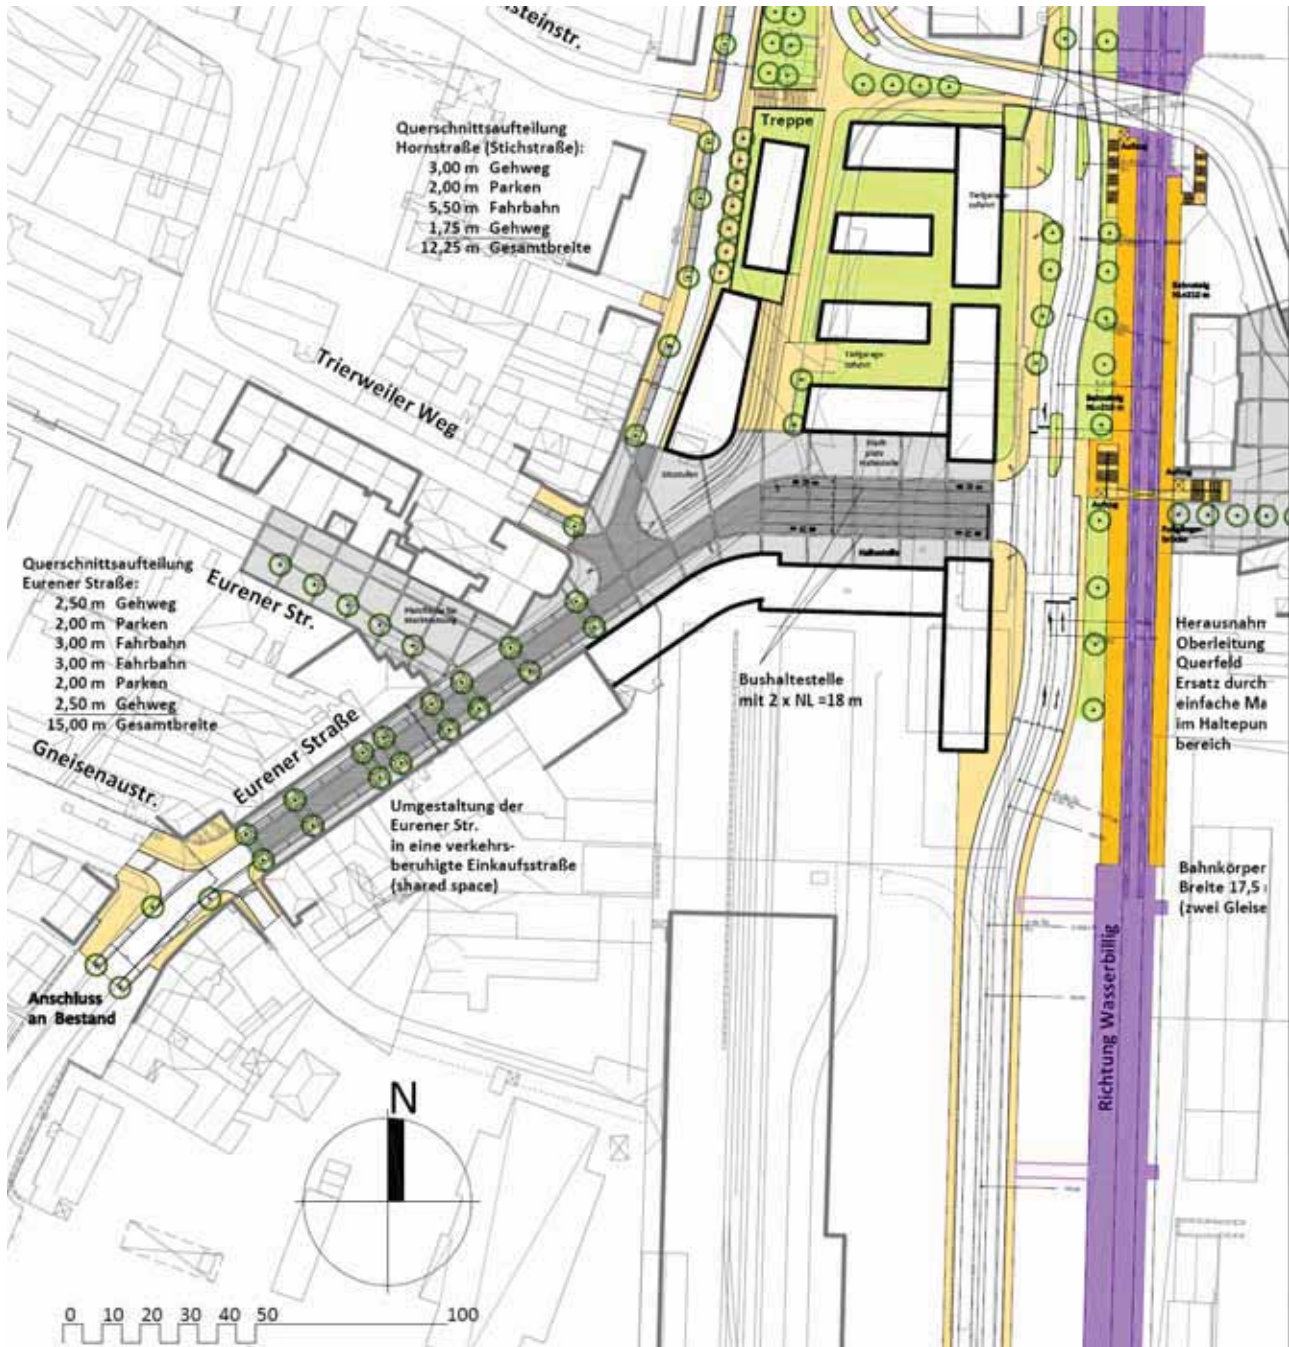 nsteinstr.
Querschnittsaufteilung
Hornstraße (Stichstraße):
3,00 m Gehweg
2,00 m Parken
5,50 m Fahrbahn
1,75 m Gehweg
12,25 m Gesamtbreite
Treppe
Aufzug
Trierweiler Weg
Sitzstufen
Aufzug
Aufzug
Haltestelle
Querschnittsaufteilung
Eurener Straße:
2,50 m Gehweg
2,00 m Parken
3,00 m Fahrbahn
3,00 m Fahrbahn
2,00 m Parken
2,50 m Gehweg
15,00 m Gesamtbreite
Eurener Str.
Gneisenaustr.
Eurener Straße
Bushaltestelle
mit 2 x NL =18 m
Herausnahm
Oberleitung
Querfeld
Ersatz durch
einfache Ma
im Haltepun
bereich
Umgestaltung der
Eurener Str.
in eine verkehrs-
beruhigte Einkaufsstraße
(shared space)
Bahnkörper
Breite 17,5
(zwei Gleise
Anschluss
an Bestand
Richtung Wasserbillig
N
0 10 20 30 40 50 100